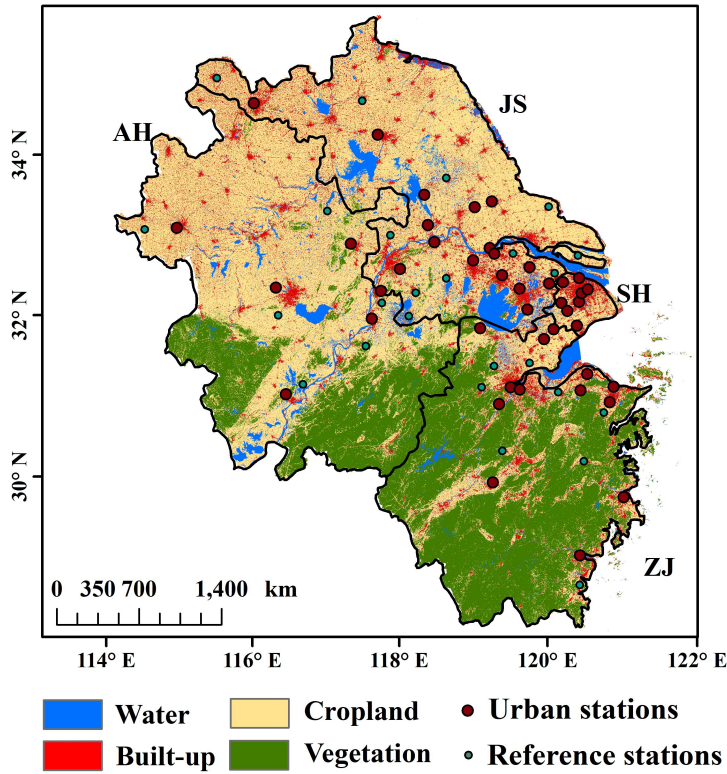 JS
AH
34° N
SH
32° N
30° N
ZJ
0 350 700 1,400 km
114° E 116° E 118° E 120° E 122° E
Water Cropland Urban stations
Built-up Vegetation Reference stations